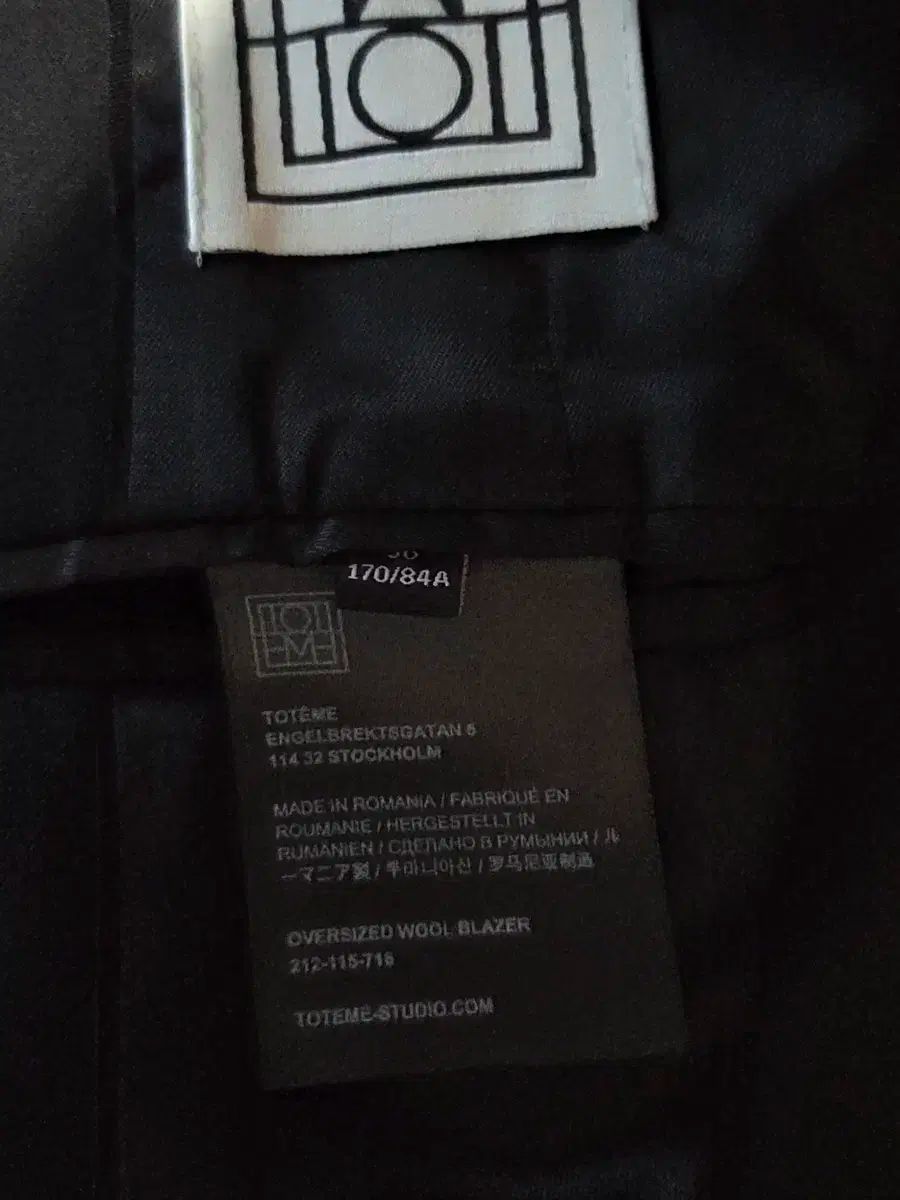 170/84A
TOTÊME
ENGELBREKTSGATAN 5
114 32 STOCKHOLM
MADE IN ROMANIA / FABRIQUÉ EN
ROUMANIE / HERGESTELLT IN
RUMÄNIEN / СДЕЛАНО В РУМЫНИИ / ル
ーマニア製 / 루마니아산 / 罗马尼亚制造
OVERSIZED WOOL BLAZER
212-115-716
TOTEME-STUDIO.COM